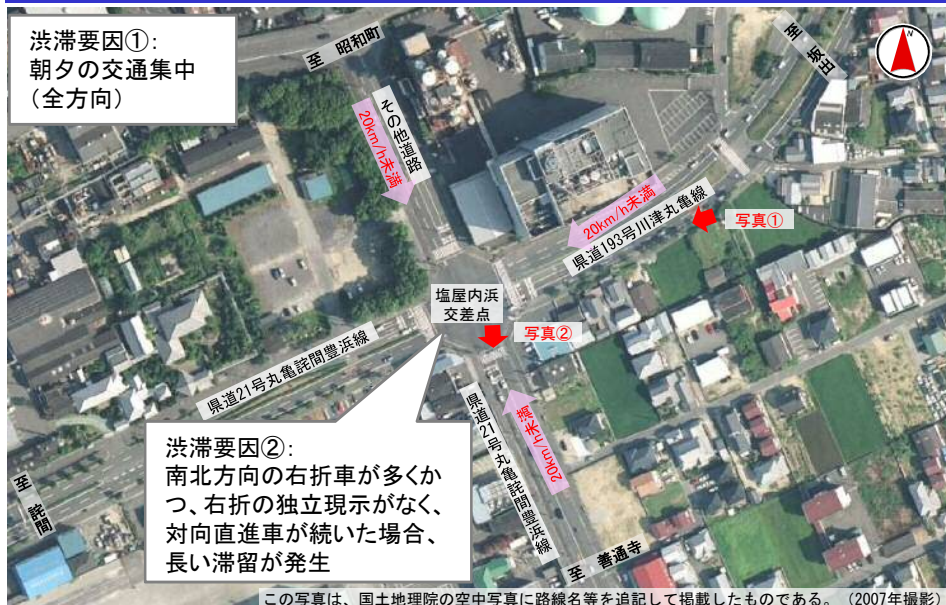 渋滞要因①:
朝夕の交通集中
(全方向)
至 昭和町
至 坂出
N
その他道路
20km/h未満
20km/h未満
県道193号川津丸亀線
写真①
塩屋内浜
交差点
写真②
県道21号丸亀詫間豊浜線
県道21号丸亀詫間豊浜線
20km/h未満
至 詫間
渋滞要因②:
南北方向の右折車が多くか
つ、右折の独立現示がなく、
対向直進車が続いた場合、
長い滞留が発生
至 善通寺
この写真は、国土地理院の空中写真に路線名等を追記して掲載したものである。 (2007年撮影)